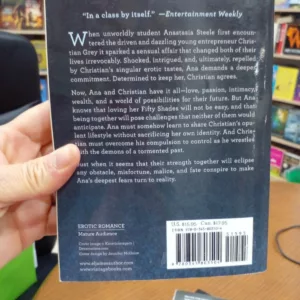 "In a class by itself." —Entertainment Weekly
When unworldly student Anastasia Steele first encoun-
tered the driven and dazzling young entrepreneur Christ-
ian Grey it sparked a sensual affair that changed both of their
lives irrevocably. Shocked, intrigued, and, ultimately, repelled
by Christian's singular erotic tastes, Ana demands a deeper
commitment. Determined to keep her, Christian agrees.
Now, Ana and Christian have it all—love, passion, intimacy,
wealth, and a world of possibilities for their future. But Ana
knows that loving her Fifty Shades will not be easy, and that
being together will pose challenges that neither of them would
anticipate. Ana must somehow learn to share Christian's opu-
lent lifestyle without sacrificing her own identity. And Chris-
tian must overcome his compulsion to control as he wrestles
with the demons of a tormented past.
Just when it seems that their strength together will eclipse
any obstacle, misfortune, malice, and fate conspire to make
Ana's deepest fears turn to reality.
EROTIC ROMANCE
Mature Audience